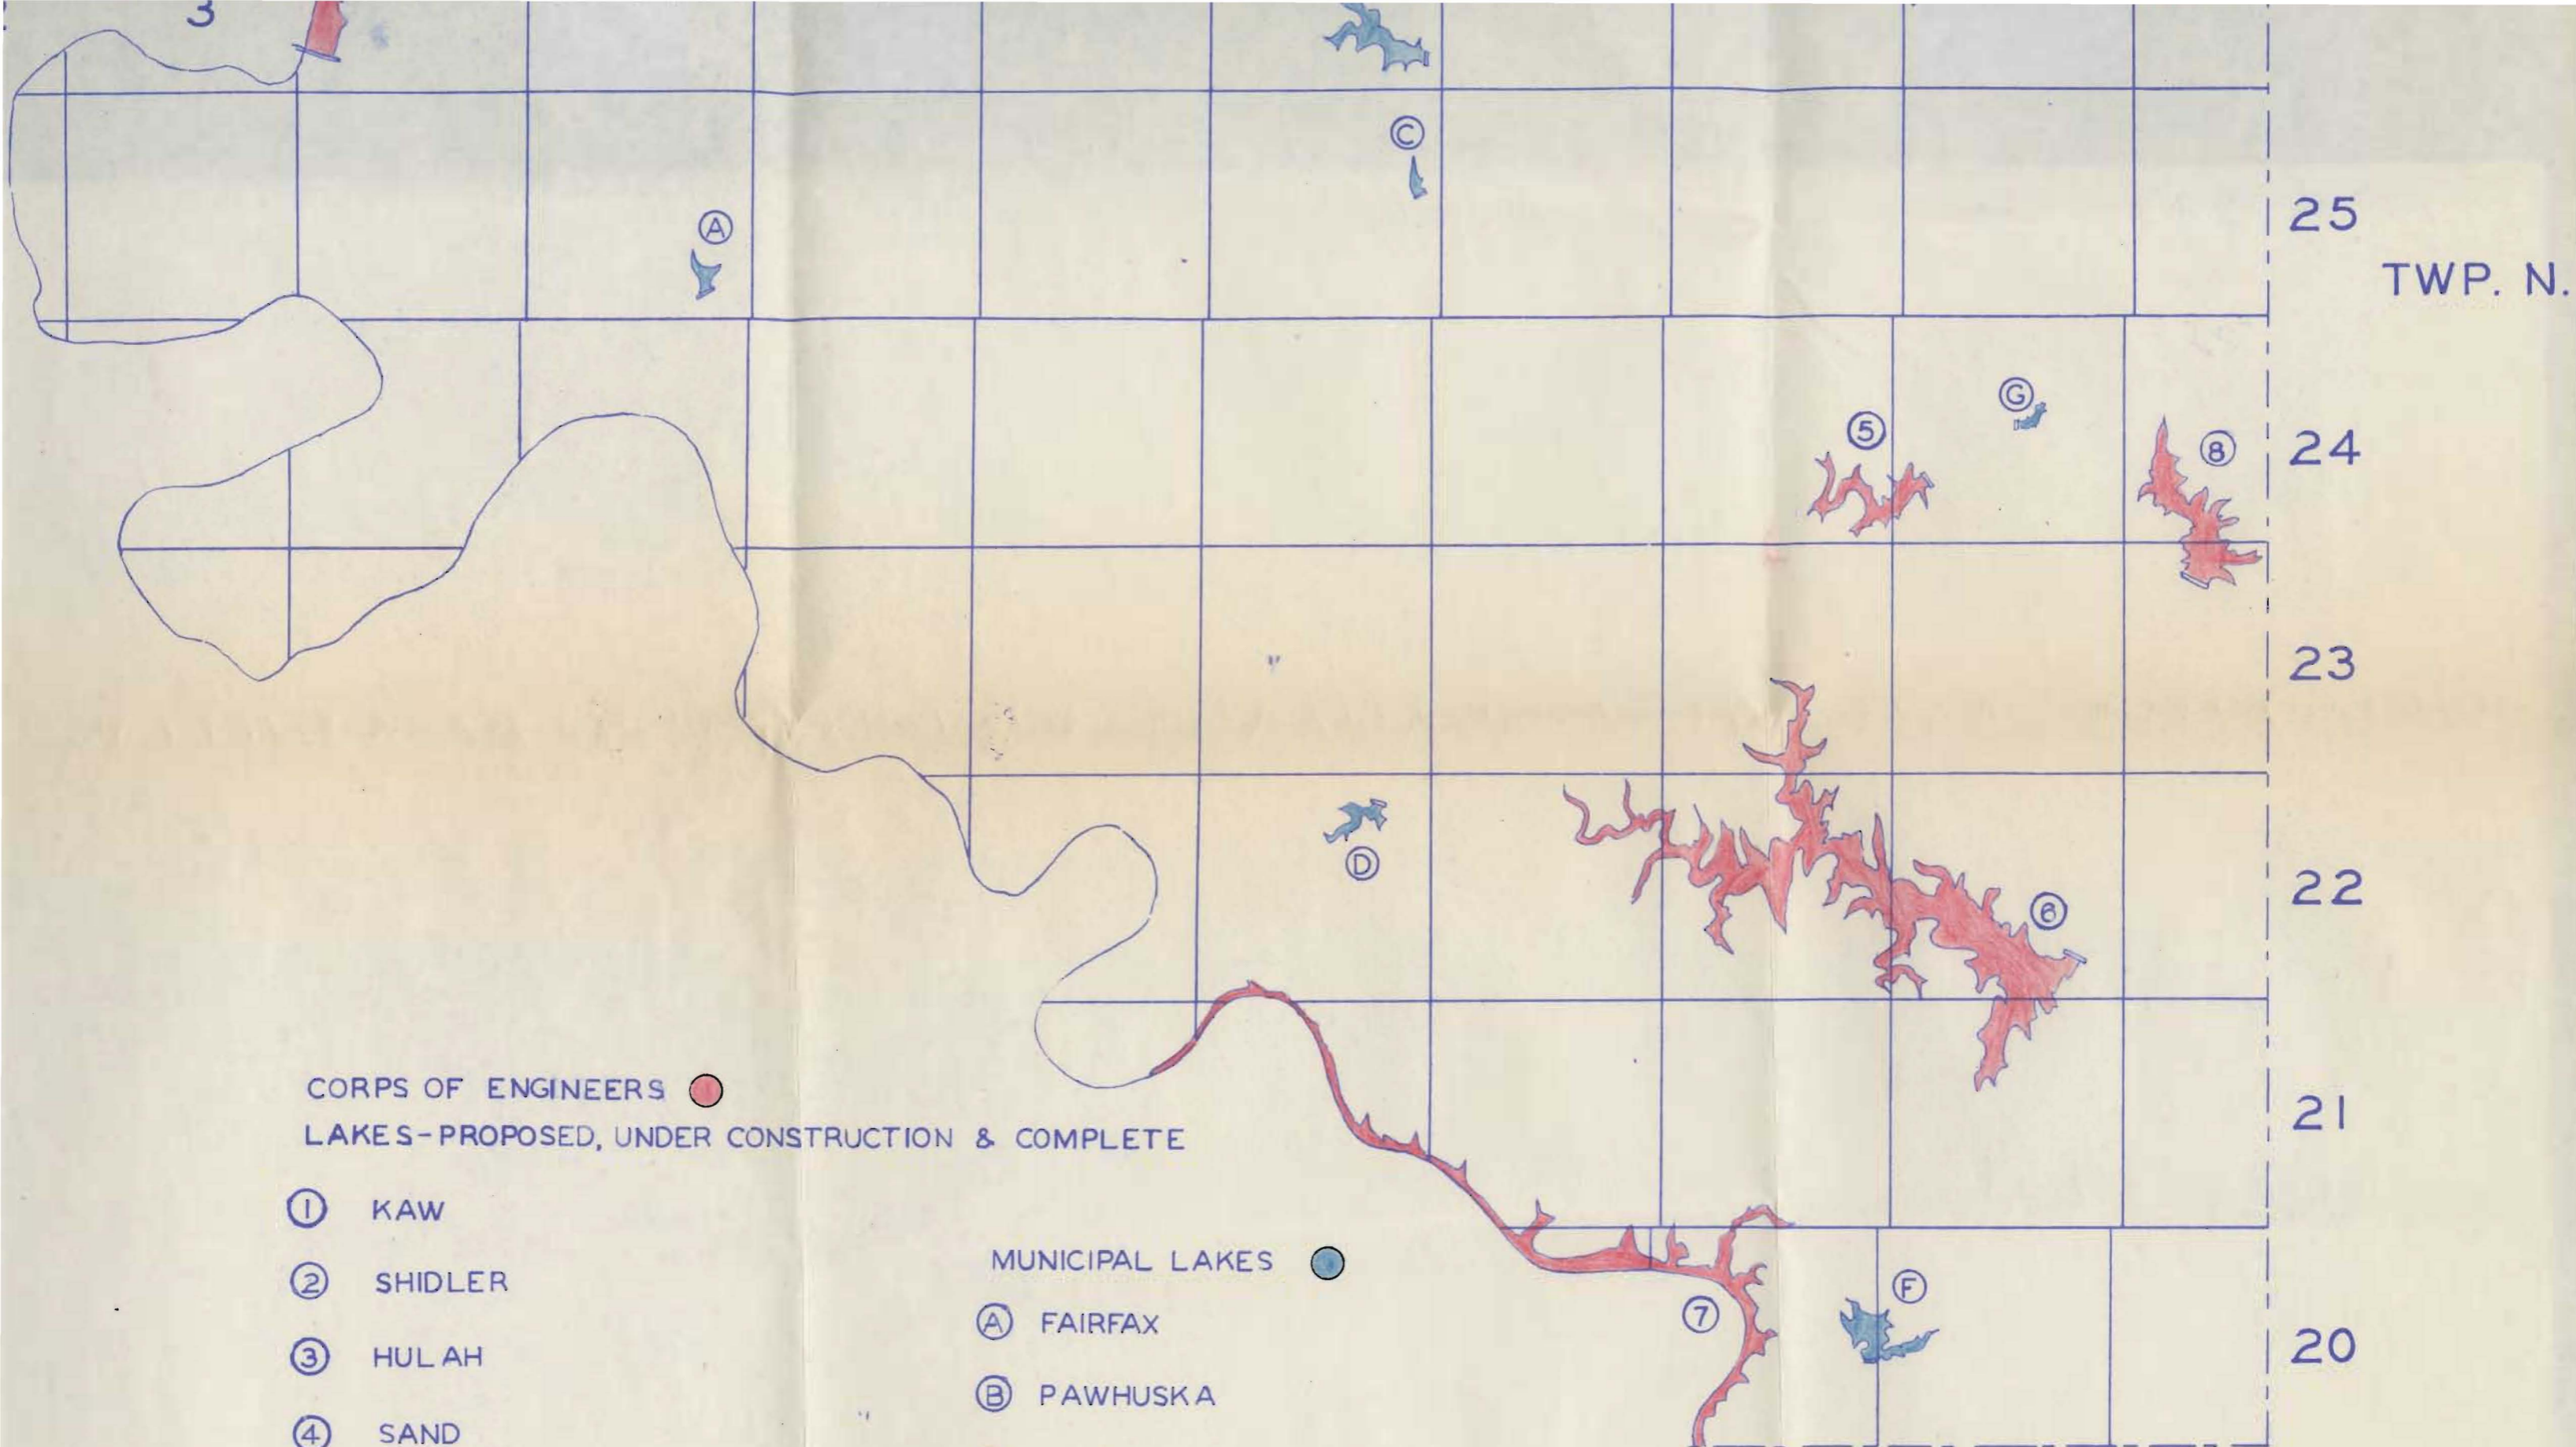 3
Ⓒ
Ⓐ
25
TWP. N.
Ⓖ
⑤
⑧
24
23
Ⓓ
22
⑥
CORPS OF ENGINEERS
LAKES-PROPOSED, UNDER CONSTRUCTION & COMPLETE
21
① KAW
② SHIDLER
③ HULAH
④ SAND
MUNICIPAL LAKES
Ⓐ FAIRFAX
Ⓑ PAWHUSKA
⑦
Ⓕ
20